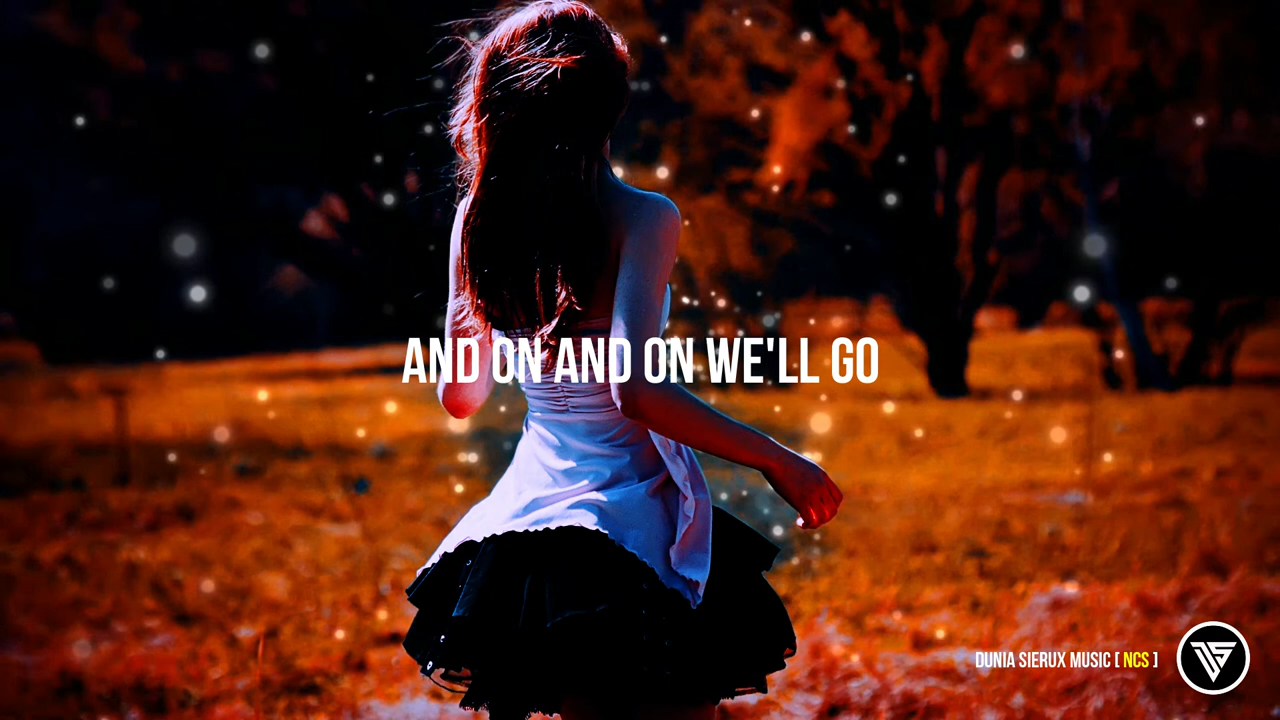 AND ON AND ON WE'LL GO
DUNIA SIERUX MUSIC [ NCS ]